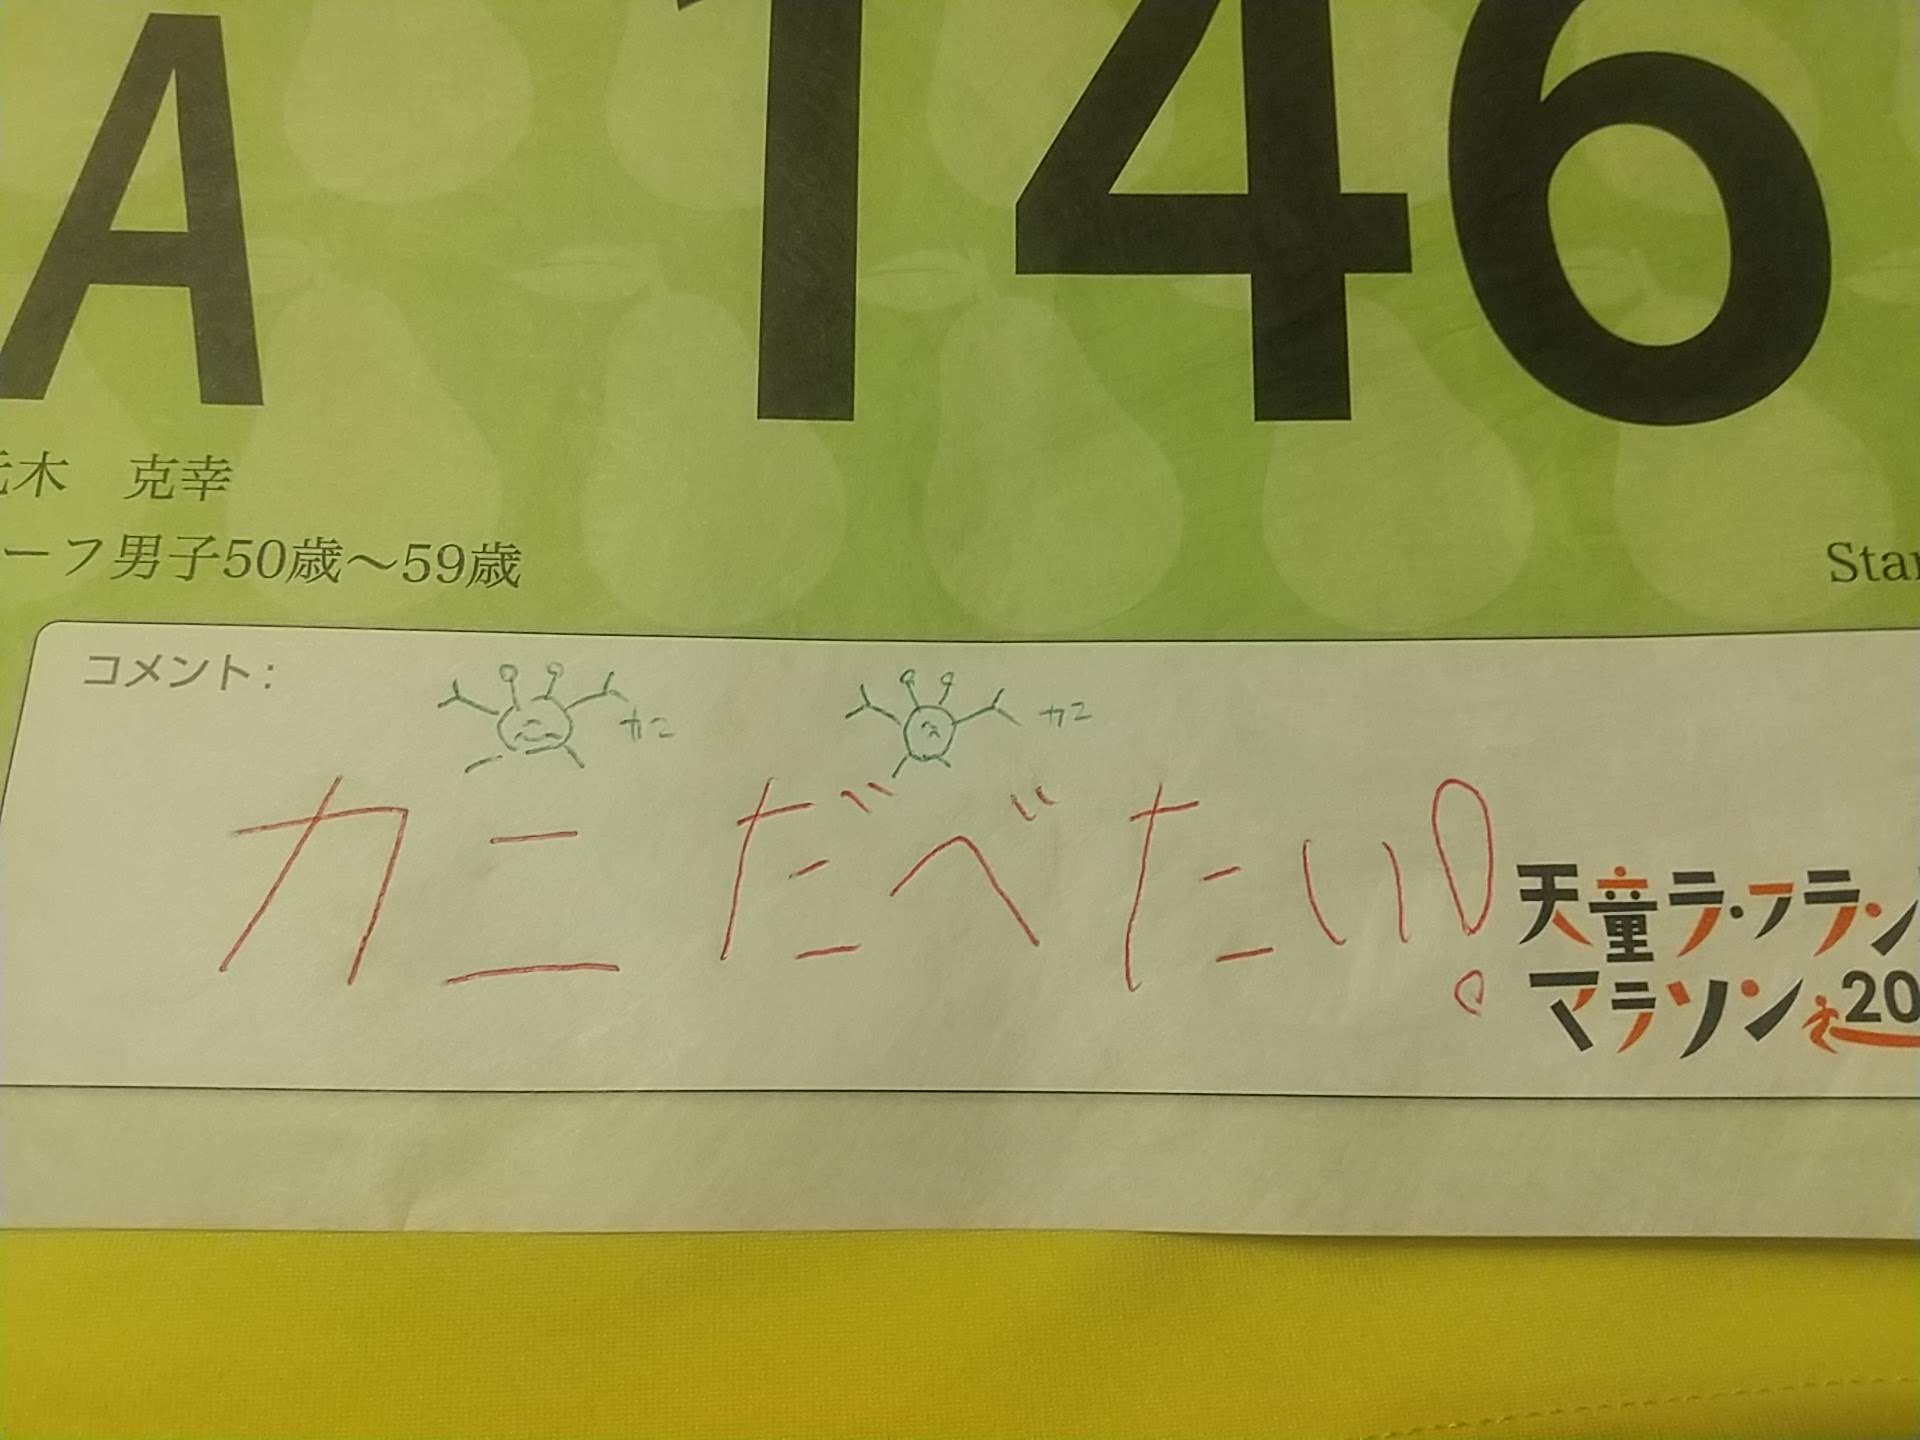 A 146
元木 克幸
ーフ男子50歳～59歳
Star
コメント:
カニ カニ
カニだべたい!
天童ラ・フラン
マラソン 20